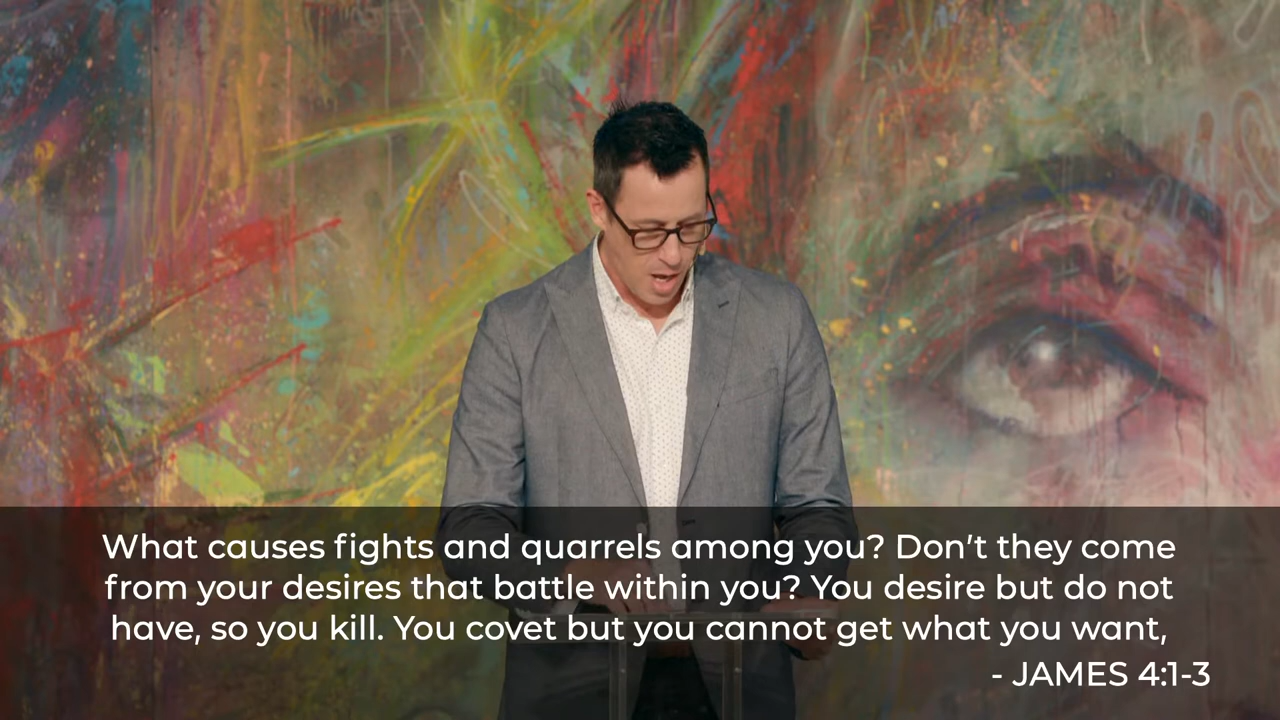 What causes fights and quarrels among you? Don't they come
from your desires that battle within you? You desire but do not
have, so you kill. You covet but you cannot get what you want,
- JAMES 4:1-3